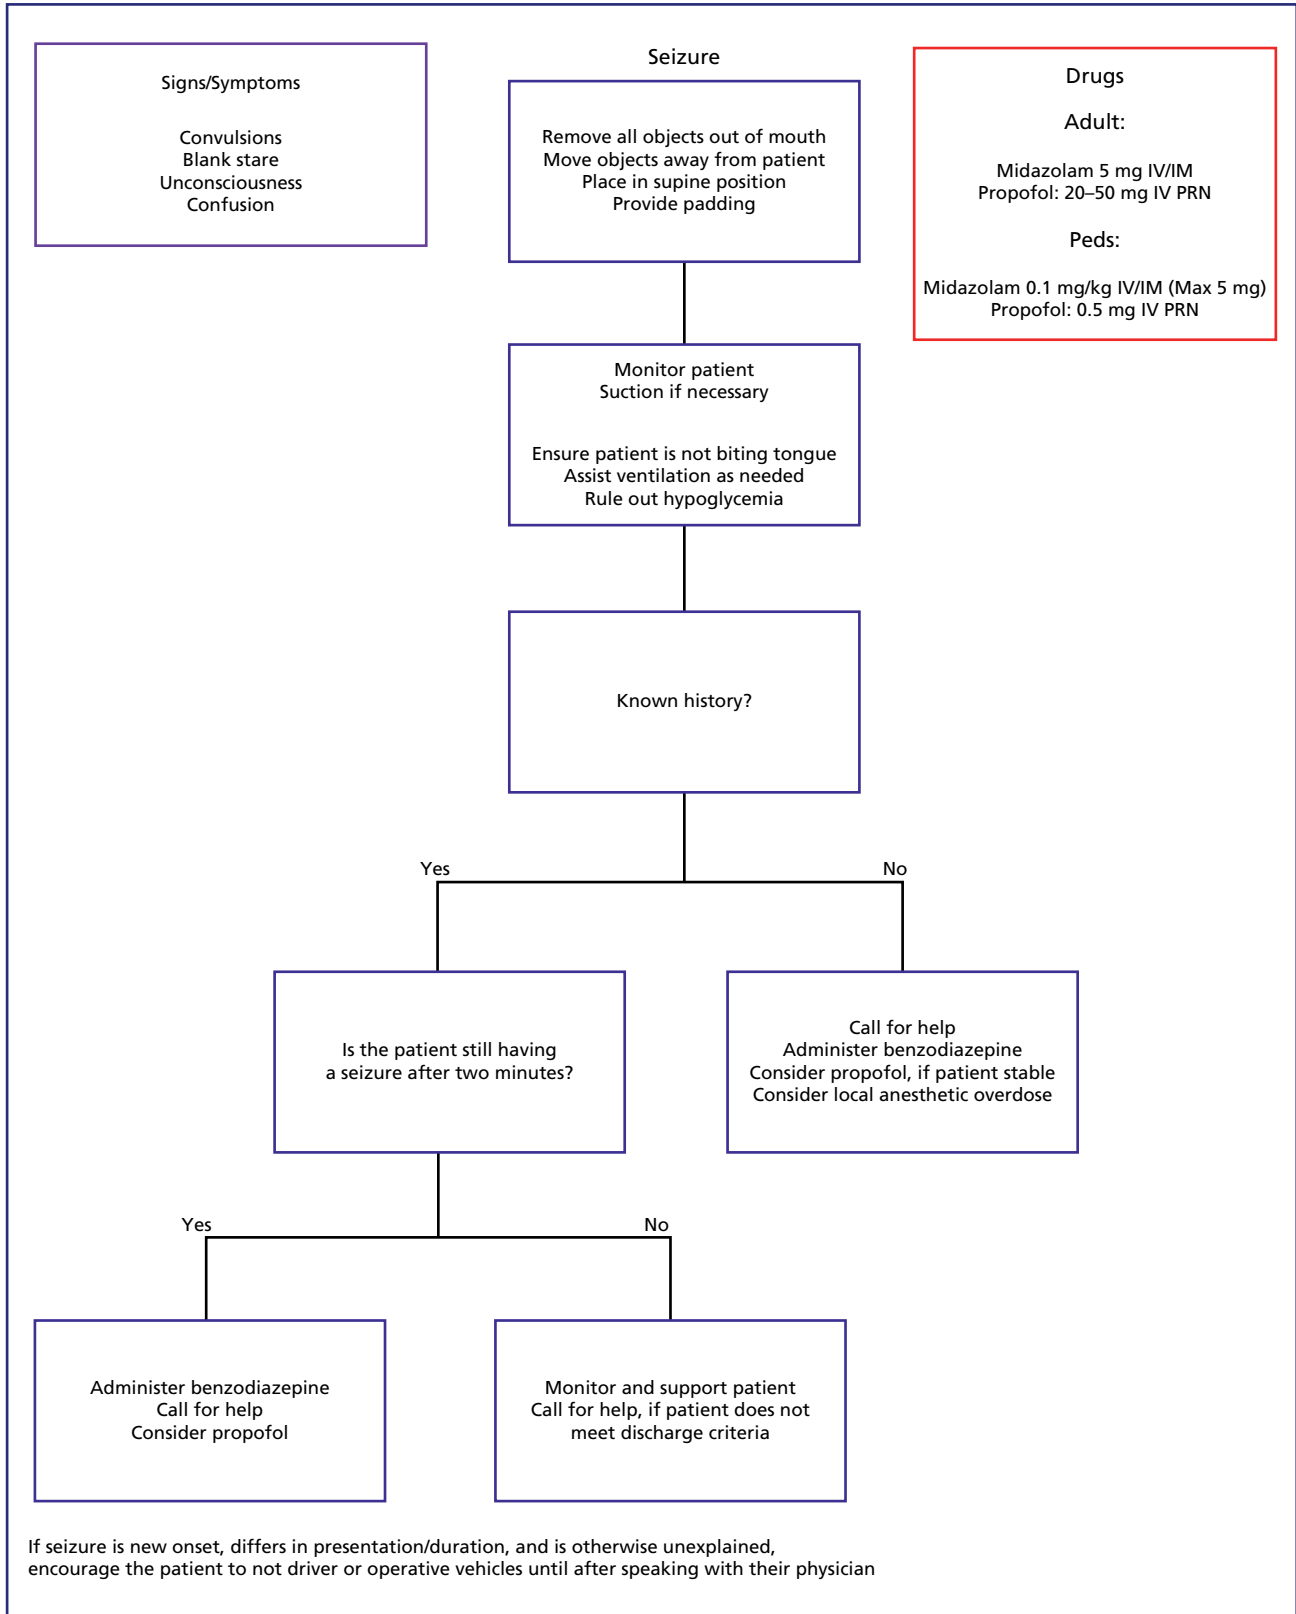 Signs/Symptoms
Convulsions
Blank stare
Unconsciousness
Confusion
Seizure
Remove all objects out of mouth
Move objects away from patient
Place in supine position
Provide padding
Drugs
Adult:
Midazolam 5 mg IV/IM
Propofol: 20–50 mg IV PRN
Peds:
Midazolam 0.1 mg/kg IV/IM (Max 5 mg)
Propofol: 0.5 mg IV PRN
Monitor patient
Suction if necessary
Ensure patient is not biting tongue
Assist ventilation as needed
Rule out hypoglycemia
Known history?
Yes
No
Is the patient still having
a seizure after two minutes?
Call for help
Administer benzodiazepine
Consider propofol, if patient stable
Consider local anesthetic overdose
Yes
No
Administer benzodiazepine
Call for help
Consider propofol
Monitor and support patient
Call for help, if patient does not
meet discharge criteria
If seizure is new onset, differs in presentation/duration, and is otherwise unexplained,
encourage the patient to not driver or operative vehicles until after speaking with their physician